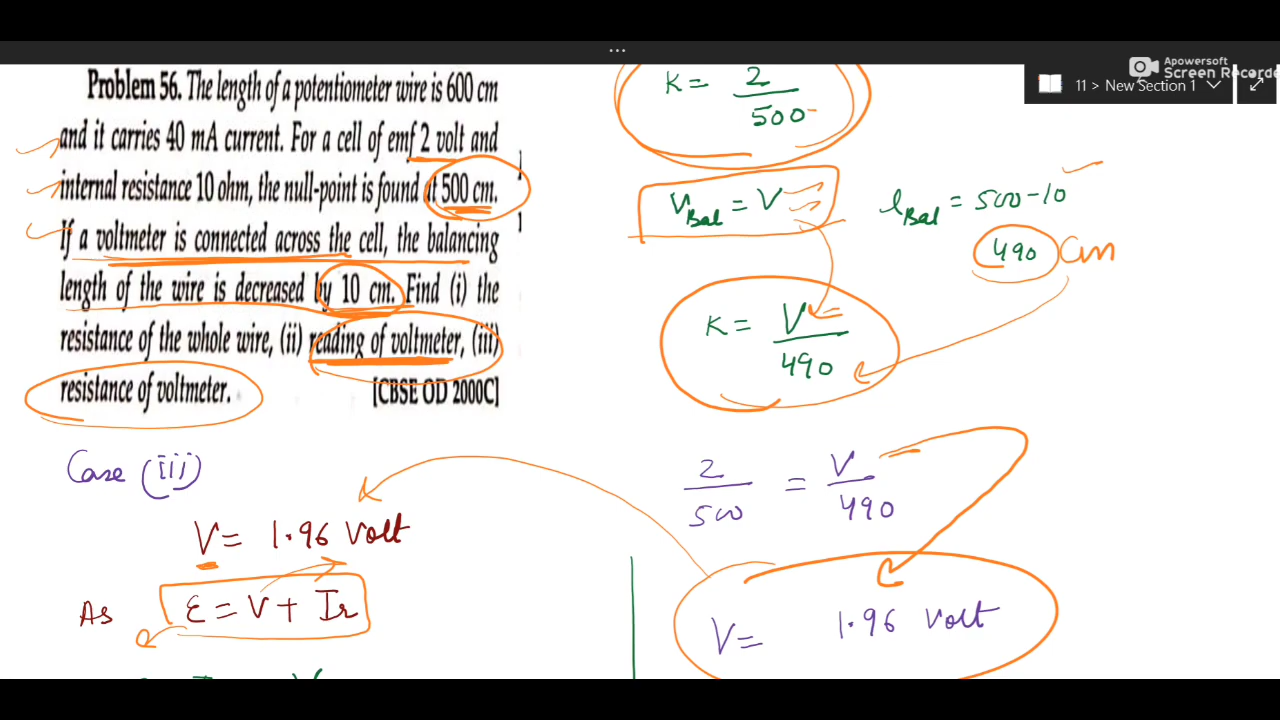 Apowersoft
Screen Recorde
11 > New Section 1
Problem 56. The length of a potentiometer wire is 600 cm
and it carries 40 mA current. For a cell of emf 2 volt and
internal resistance 10 ohm, the null-point is found at 500 cm.
If a voltmeter is connected across the cell, the balancing
length of the wire is decreased by 10 cm. Find (i) the
resistance of the whole wire, (ii) reading of voltmeter, (iii)
resistance of voltmeter. [CBSE OD 2000C]
K = 2
500
VBal = V
lBal = 500-10
490 cm
K = V
490
2 = V
500 490
V = 1.96 Volt
Case (iii)
V = 1.96 Volt
As ε = V + Ir